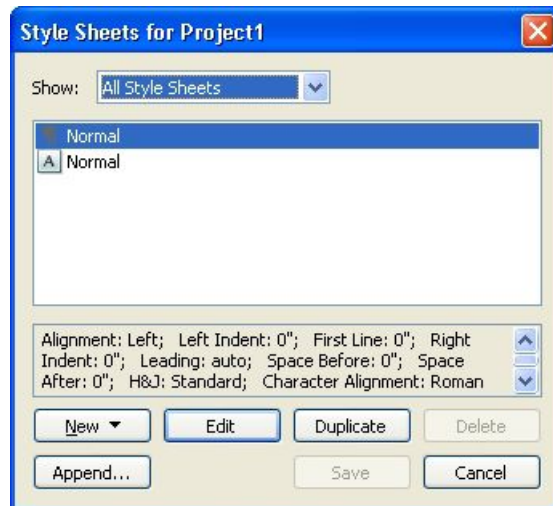 Style Sheets for Project1
Show: All Style Sheets
Normal
A Normal
Alignment: Left; Left Indent: 0"; First Line: 0"; Right
Indent: 0"; Leading: auto; Space Before: 0"; Space
After: 0"; H&J: Standard; Character Alignment: Roman
New Edit Duplicate Delete
Append... Save Cancel